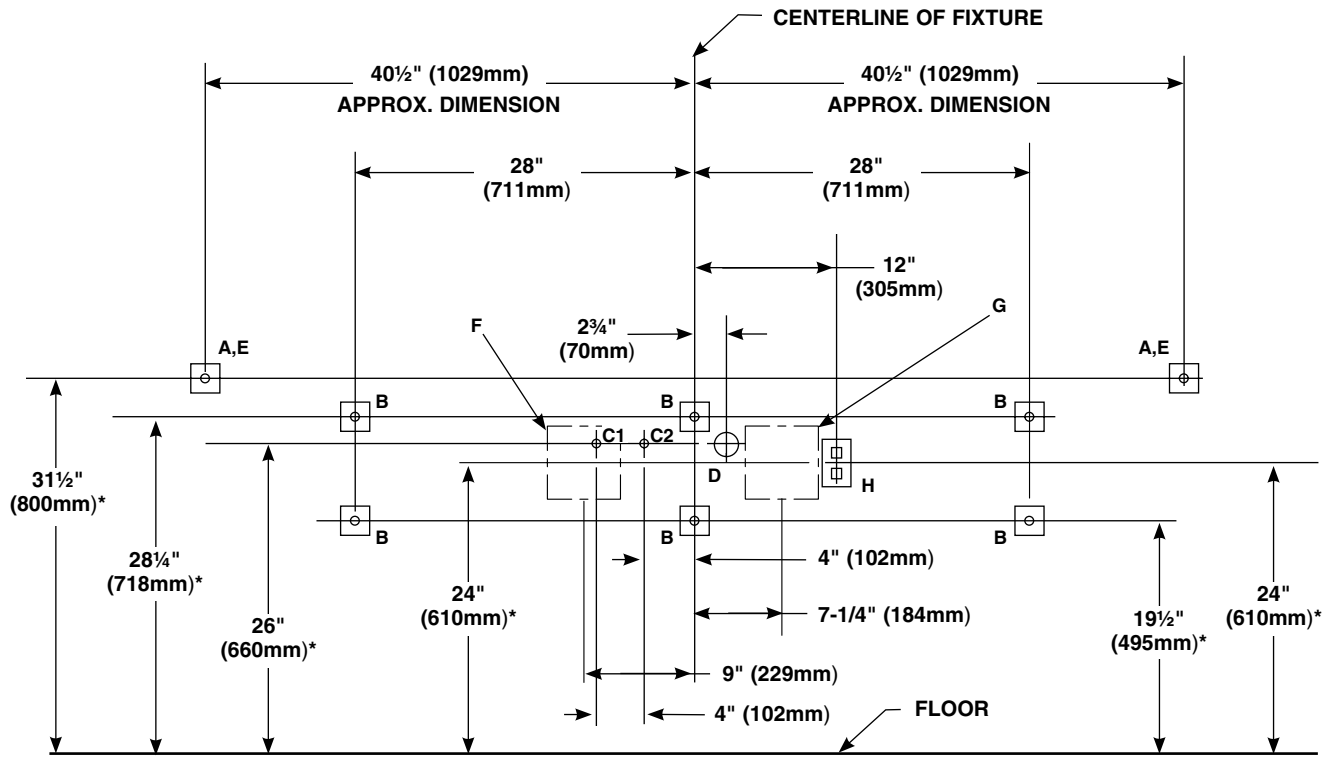 CENTERLINE OF FIXTURE
40½" (1029mm)
APPROX. DIMENSION
40½" (1029mm)
APPROX. DIMENSION
28"
(711mm)
28"
(711mm)
12"
(305mm)
2¾"
(70mm)
F
G
A,E
A,E
B
B
B
C1
C2
D
H
B
B
B
31½"
(800mm)*
28¼"
(718mm)*
26"
(660mm)*
24"
(610mm)*
4" (102mm)
7-1/4" (184mm)
19½"
(495mm)*
24"
(610mm)*
9" (229mm)
4" (102mm)
FLOOR